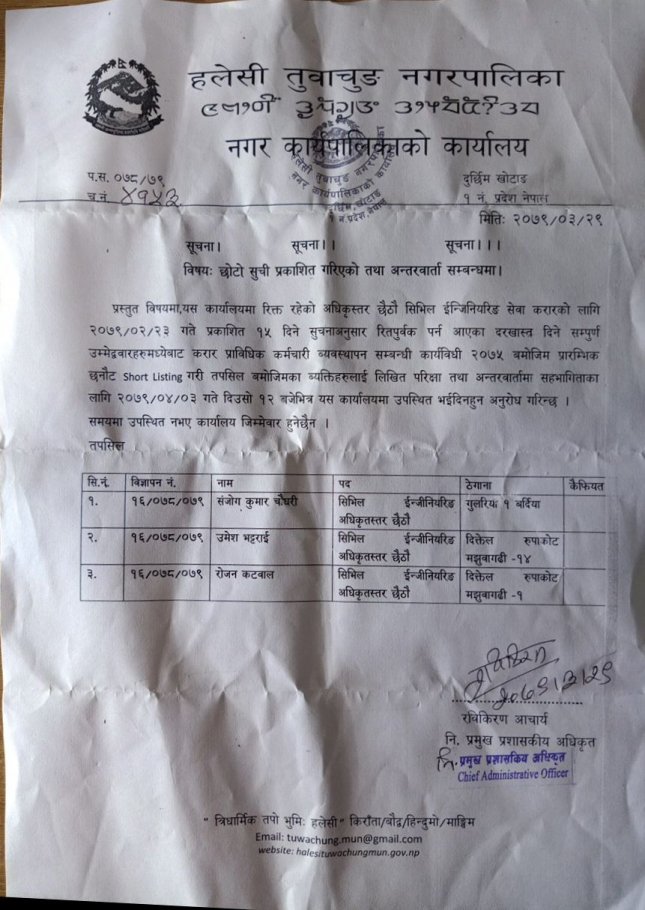 हलेसी तुवाचुङ नगरपालिका
नगर कार्यपालिकाको कार्यालय
प.स. ०७८/७९
दुर्छिम खोटाङ
च.नं. ४९५३
१ नं. प्रदेश नेपाल
मितिः २०७९/०३/२९
सूचना। सूचना।। सूचना।।।
विषयः छोटो सुची प्रकाशित गरिएको तथा अन्तरवार्ता सम्बन्धमा।
प्रस्तुत विषयमा,यस कार्यालयमा रिक्त रहेको अधिकृस्तर छैठौ सिभिल ईन्जिनियरिङ सेवा करारको लागि
२०७९/०२/२३ गते प्रकाशित १५ दिने सुचनाअनुसार रितपुर्वक पर्न आएका दरखास्त दिने सम्पुर्ण
उम्मेद्ववारहरुमध्येवाट करार प्राविधिक कर्मचारी ब्यवस्थापन सम्बन्धी कार्यविधी २०७५ बमोजिम प्रारम्भिक
छनौट Short Listing गरी तपसिल बमोजिमका ब्यक्तिहरुलाई लिखित परिक्षा तथा अन्तरवार्तामा सहभागिताका
लागि २०७९/०४/०३ गते दिउसो १२ बजेभित्र यस कार्यालयमा उपस्थित भईदिनहुन अनुरोध गरिन्छ ।
समयमा उपस्थित नभए कार्यालय जिम्मेवार हुनेछैन ।
तपसिल
सि.नं. विज्ञापन नं. नाम पद ठेगाना कैफियत
१. १६/०७८/०७९ संजोग कुमार चौधरी सिभिल ईन्जीनियरिङ गुलरिया १ बर्दिया
अधिकृतस्तर छैठौ
२. १६/०७८/०७९ उमेश भट्टराई सिभिल ईन्जीनियरिङ दिक्तेल रुपाकोट
अधिकृतस्तर छैठौ मझुवागढी -१४
३. १६/०७८/०७९ रोजन कटवाल सिभिल ईन्जीनियरिङ दिक्तेल रुपाकोट
अधिकृतस्तर छैठौ मझुवागढी -१
२०७९।३।२९
रविकिरण आचार्य
नि. प्रमुख प्रशासकीय अधिकृत
नि. प्रमुख प्रशासकिय अधिकृत
Chief Administrative Officer
" त्रिधार्मिक तपो भुमिः हलेसी" किराँता/बौद्व/हिन्दुमो/माङ्चिम
Email: tuwachung.mun@gmail.com
website: halesituwachungmun.gov.np